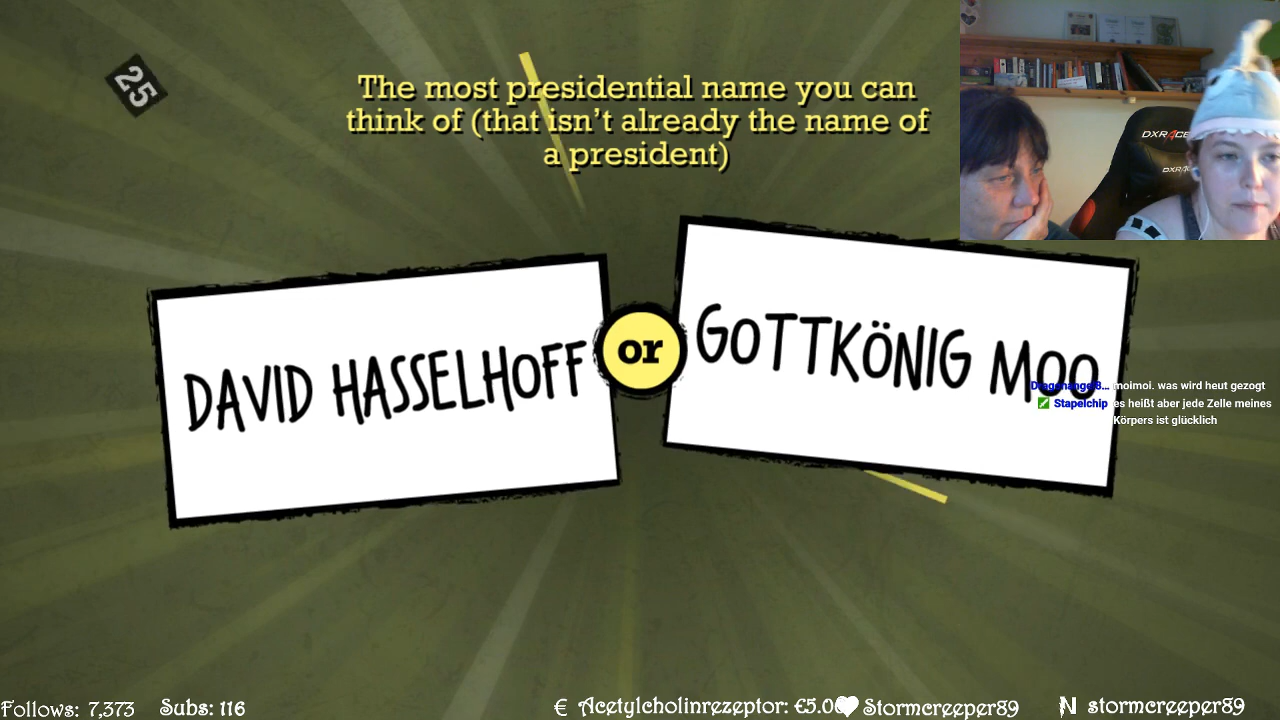 25
The most presidential name you can
think of (that isn't already the name of
a president)
DXRACER
DAVID HASSELHOFF
or
GOTTKÖNIG MOO
moimoi. was wird heut gezogt
Stapelchip es heißt aber jede Zelle meines
Körpers ist glücklich
Follows: 7,373
Subs: 116
€ Acetylcholinrezeptor: €5.0
Stormcreeper89
N stormcreeper89